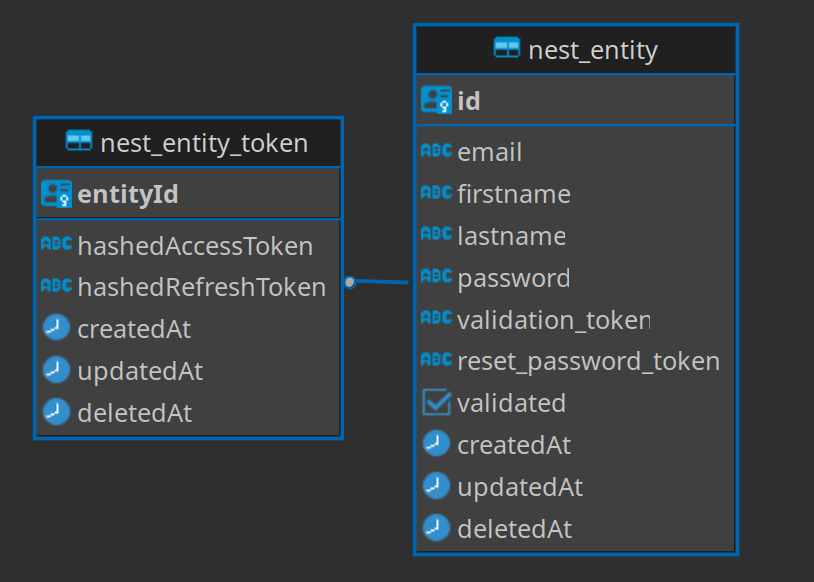 nest_entity_token
entityId
ABC hashedAccessToken
ABC hashedRefreshToken
createdAt
updatedAt
deletedAt
nest_entity
id
ABC email
ABC firstname
ABC lastname
ABC password
ABC validation_token
ABC reset_password_token
validated
createdAt
updatedAt
deletedAt